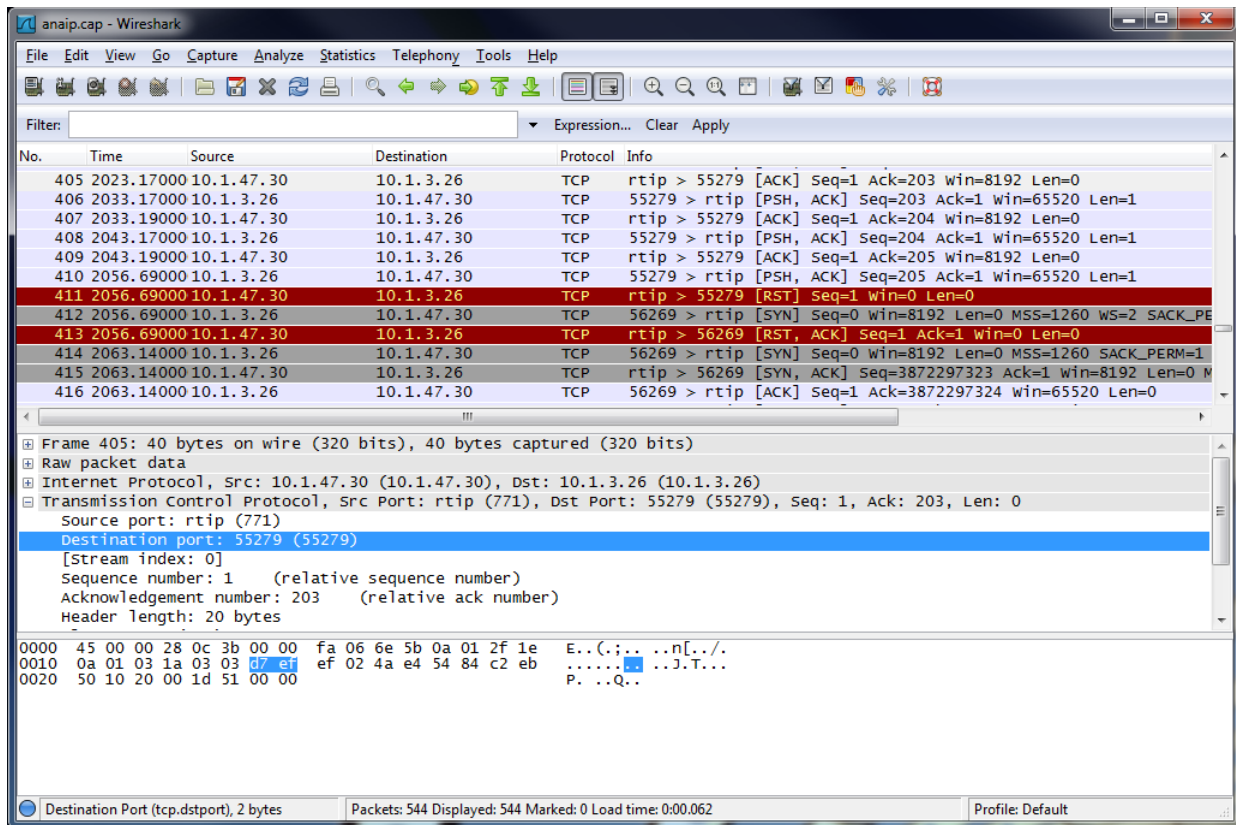 anaip.cap - Wireshark
File Edit View Go Capture Analyze Statistics Telephony Tools Help
Filter: Expression... Clear Apply
No. Time Source Destination Protocol Info
405 2023.17000 10.1.47.30 10.1.3.26 TCP rtip > 55279 [ACK] Seq=1 Ack=203 Win=8192 Len=0
406 2033.17000 10.1.3.26 10.1.47.30 TCP 55279 > rtip [PSH, ACK] Seq=203 Ack=1 Win=65520 Len=1
407 2033.19000 10.1.47.30 10.1.3.26 TCP rtip > 55279 [ACK] Seq=1 Ack=204 Win=8192 Len=0
408 2043.17000 10.1.3.26 10.1.47.30 TCP 55279 > rtip [PSH, ACK] Seq=204 Ack=1 Win=65520 Len=1
409 2043.19000 10.1.47.30 10.1.3.26 TCP rtip > 55279 [ACK] Seq=1 Ack=205 Win=8192 Len=0
410 2056.69000 10.1.3.26 10.1.47.30 TCP 55279 > rtip [PSH, ACK] Seq=205 Ack=1 Win=65520 Len=1
411 2056.69000 10.1.47.30 10.1.3.26 TCP rtip > 55279 [RST] Seq=1 Win=0 Len=0
412 2056.69000 10.1.3.26 10.1.47.30 TCP 56269 > rtip [SYN] Seq=0 Win=8192 Len=0 MSS=1260 WS=2 SACK_PE
413 2056.69000 10.1.47.30 10.1.3.26 TCP rtip > 56269 [RST, ACK] Seq=1 Ack=1 Win=0 Len=0
414 2063.14000 10.1.3.26 10.1.47.30 TCP 56269 > rtip [SYN] Seq=0 Win=8192 Len=0 MSS=1260 SACK_PERM=1
415 2063.14000 10.1.47.30 10.1.3.26 TCP rtip > 56269 [SYN, ACK] Seq=3872297323 Ack=1 Win=8192 Len=0 M
416 2063.14000 10.1.3.26 10.1.47.30 TCP 56269 > rtip [ACK] Seq=1 Ack=3872297324 Win=65520 Len=0
Frame 405: 40 bytes on wire (320 bits), 40 bytes captured (320 bits)
Raw packet data
Internet Protocol, Src: 10.1.47.30 (10.1.47.30), Dst: 10.1.3.26 (10.1.3.26)
Transmission Control Protocol, Src Port: rtip (771), Dst Port: 55279 (55279), Seq: 1, Ack: 203, Len: 0
Source port: rtip (771)
Destination port: 55279 (55279)
[Stream index: 0]
Sequence number: 1 (relative sequence number)
Acknowledgement number: 203 (relative ack number)
Header length: 20 bytes
0000 45 00 00 28 0c 3b 00 00 fa 06 6e 5b 0a 01 2f 1e E..(.;.. ..n[../.
0010 0a 01 03 1a 03 03 d7 ef ef 02 4a e4 54 84 c2 eb ........ ..J.T...
0020 50 10 20 00 1d 51 00 00 P. ..Q..
Destination Port (tcp.dstport), 2 bytes Packets: 544 Displayed: 544 Marked: 0 Load time: 0:00.062 Profile: Default